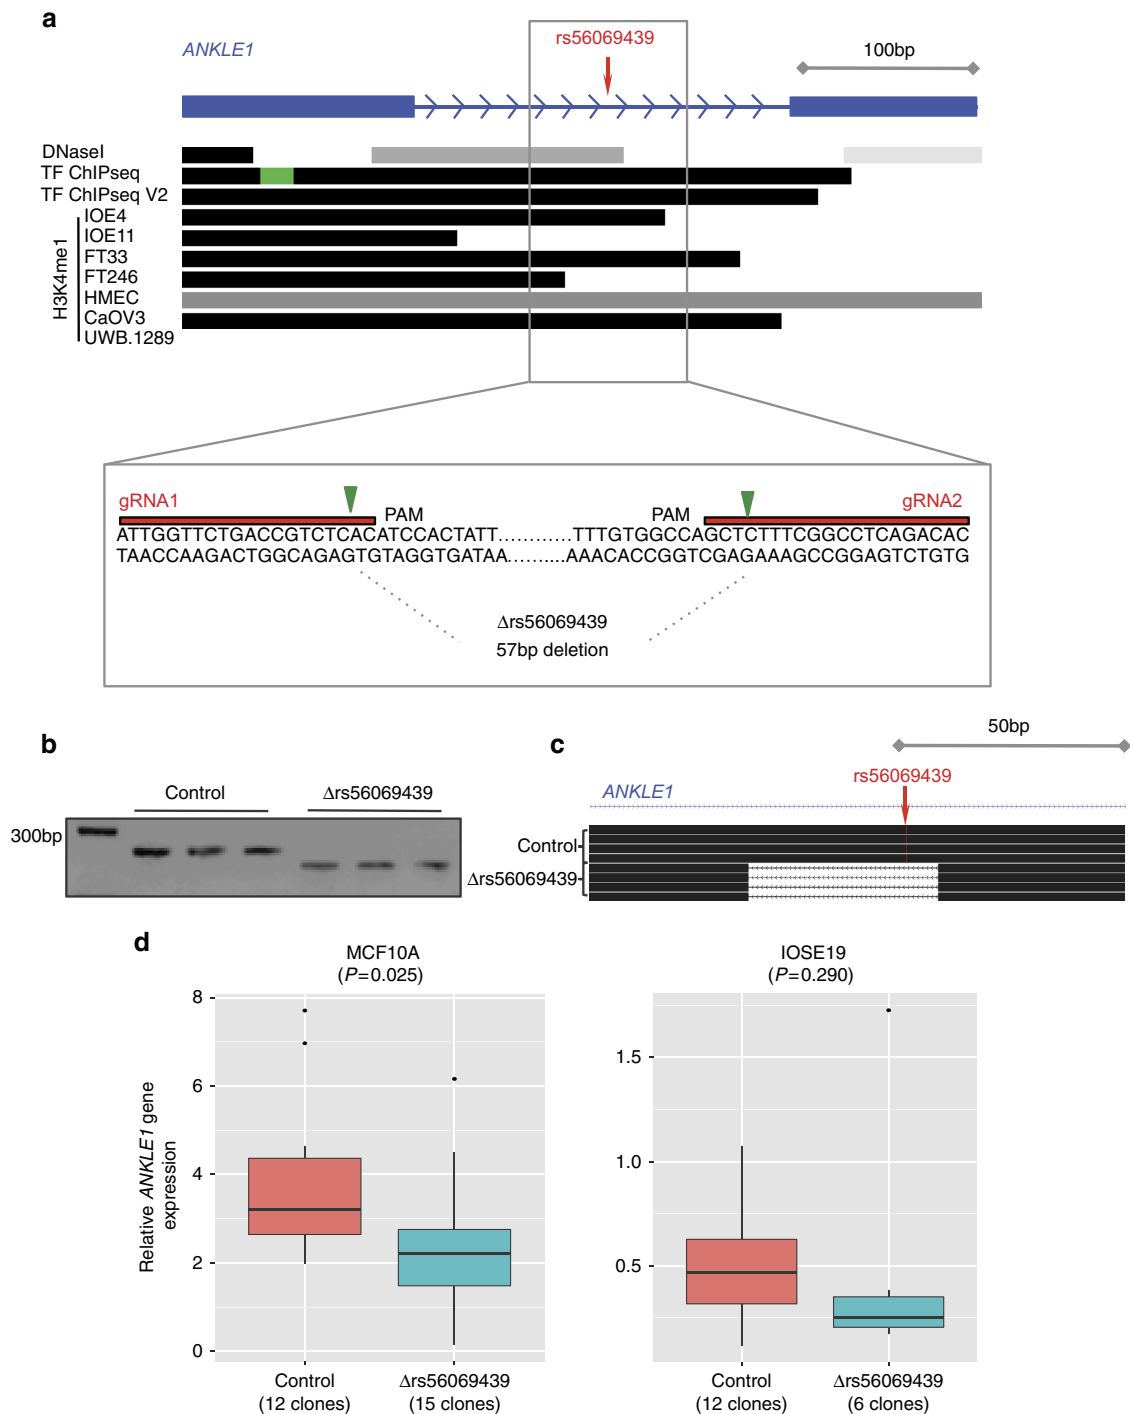 a
rs56069439
ANKLE1
100bp
DNaseI
TF ChIPseq
TF ChIPseq V2
H3K4me1
IOE4
IOE11
FT33
FT246
HMEC
CaOV3
UWB.1289
gRNA1
PAM
PAM
gRNA2
ATTGGTTCTGACCGTCTCACATCCACTATT............TTTGTGGCCAGCTCTTTCGGCCTCAGACAC
TAACCAAGACTGGCAGAGTGTAGGTGATAA..........AAACACCGGTCGAGAAAGCCGGAGTCTGTG
Δrs56069439
57bp deletion
b
Control
Δrs56069439
300bp
c
50bp
rs56069439
ANKLE1
Control
Δrs56069439
d
MCF10A
(P=0.025)
IOSE19
(P=0.290)
Relative ANKLE1 gene
expression
8
6
4
2
0
1.5
1.0
0.5
Control
(12 clones)
Δrs56069439
(15 clones)
Control
(12 clones)
Δrs56069439
(6 clones)